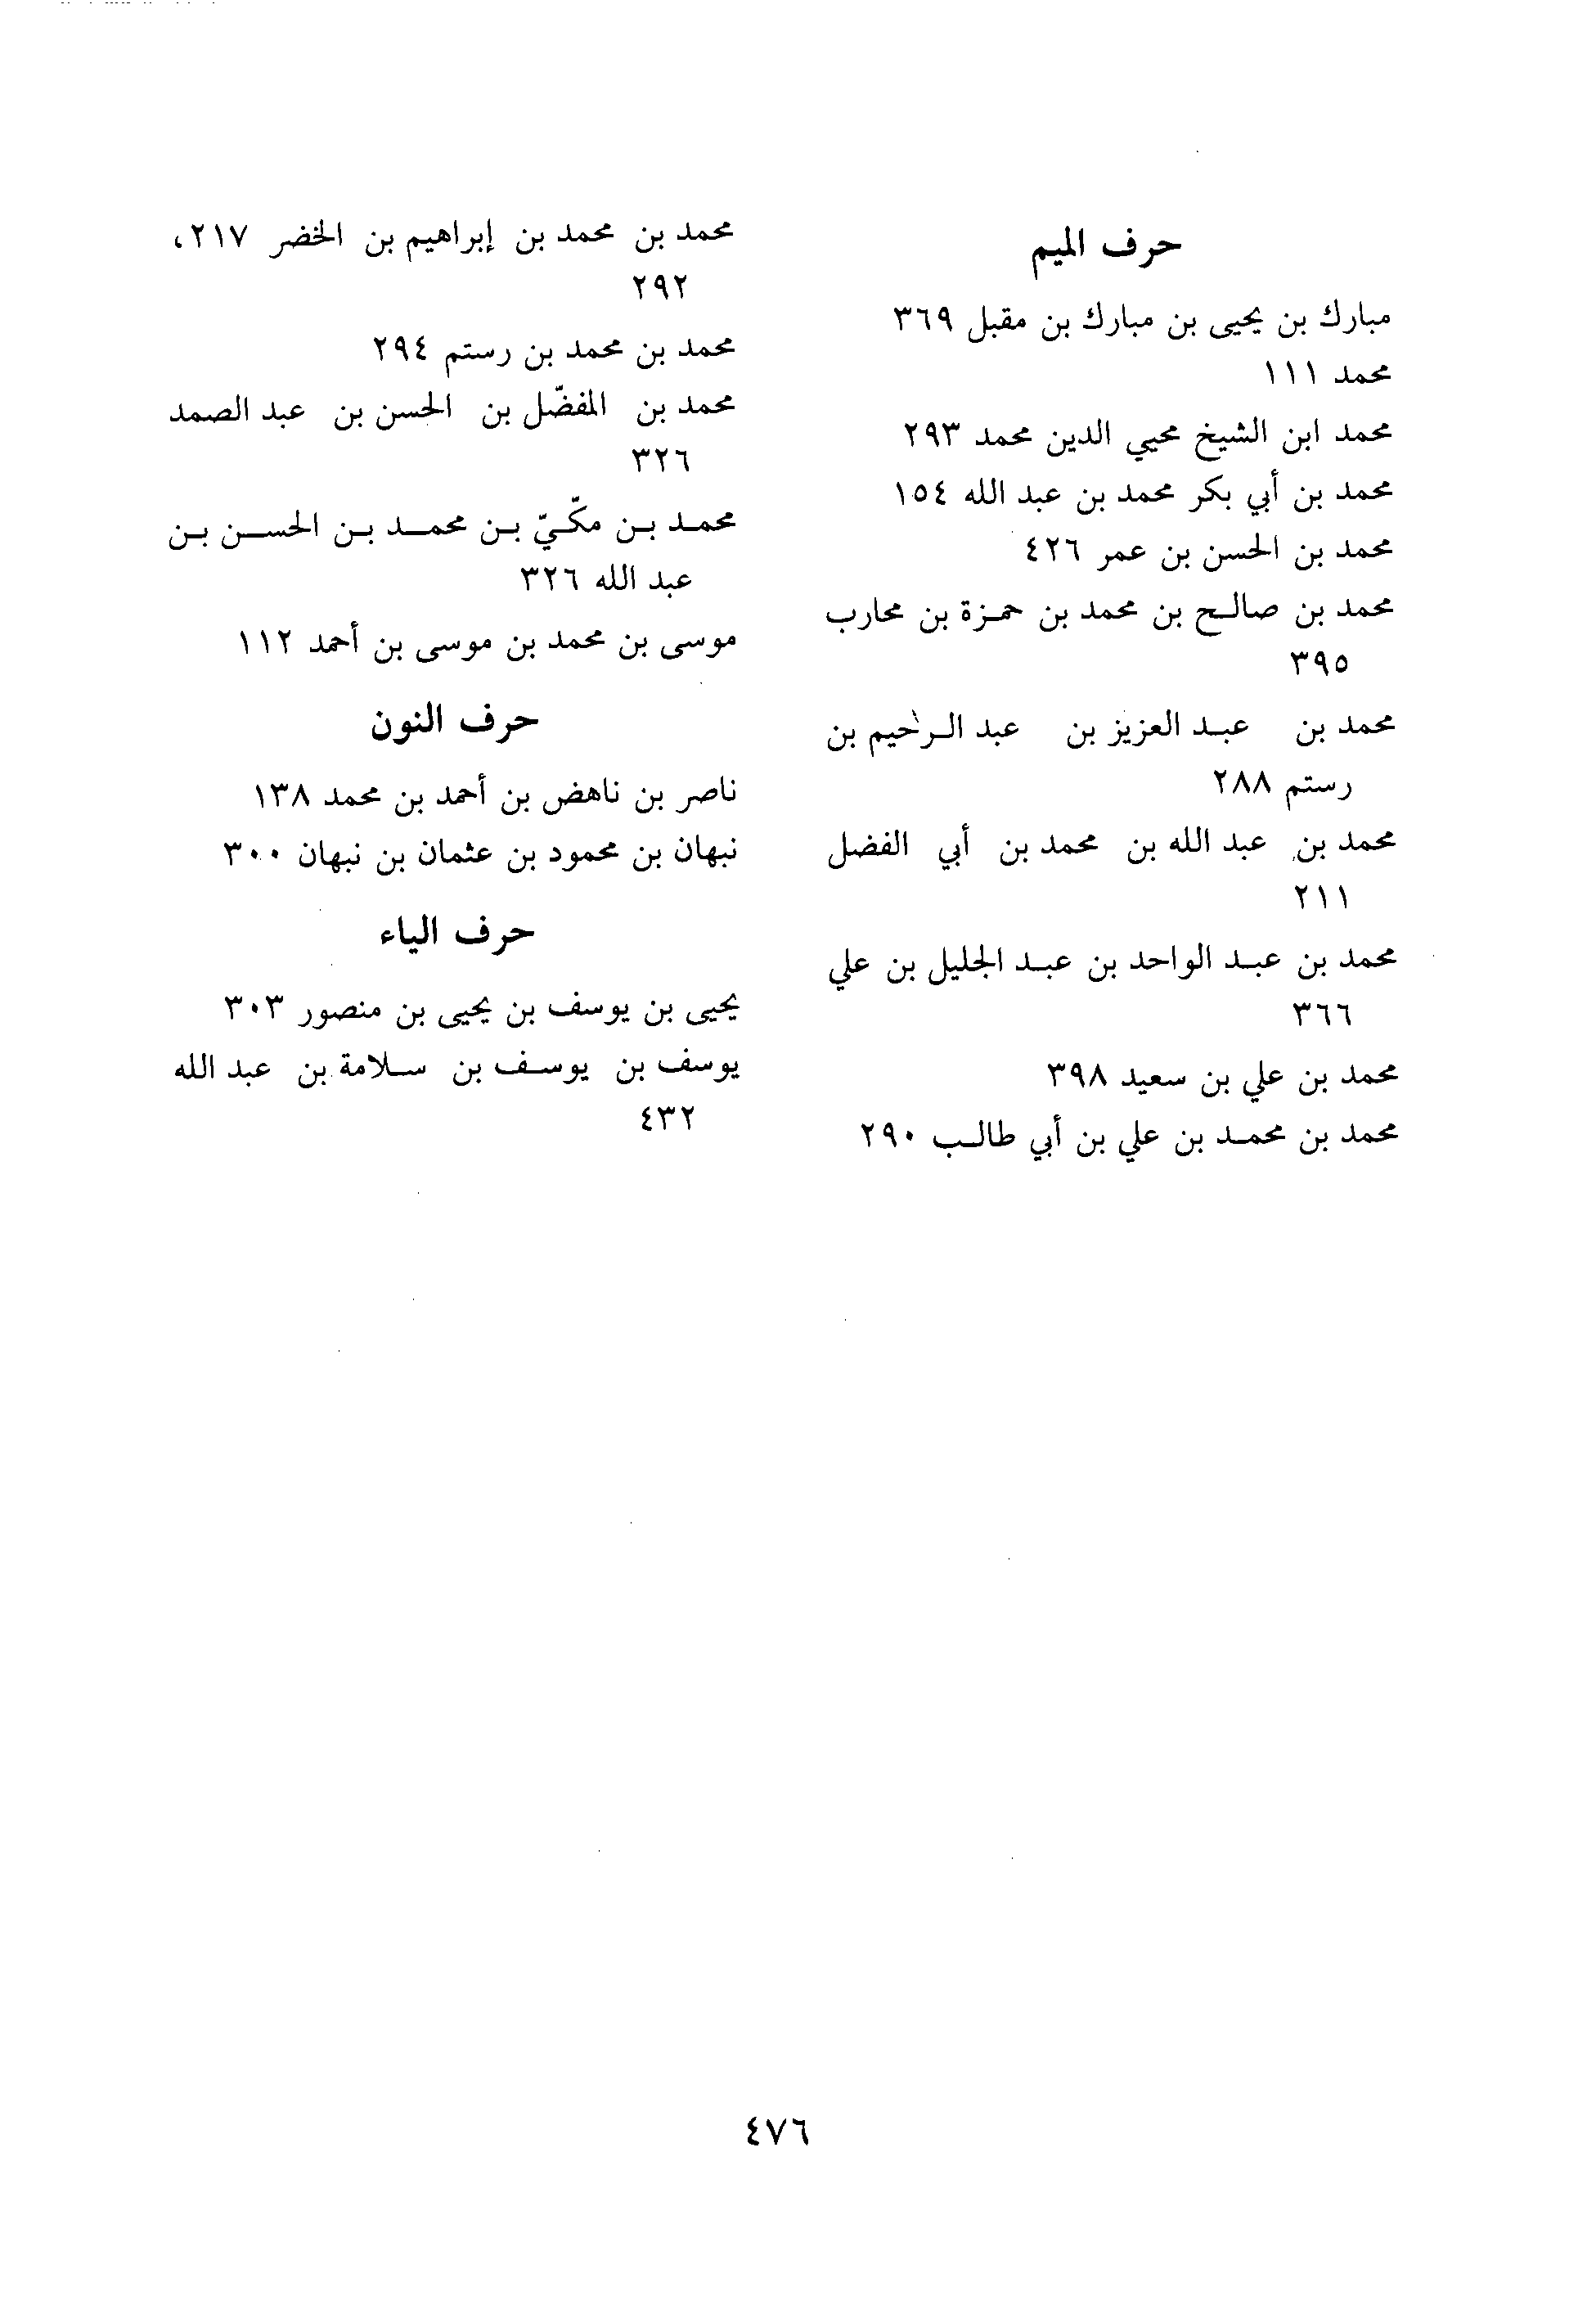 حرف الميم
مبارك بن يحيى بن مبارك بن مقبل ٣٦٩
محمد ١١١
محمد ابن الشيخ محيي الدين محمد ٢٩٣
محمد بن أبي بكر محمد بن عبد الله ١٥٤
محمد بن الحسن بن عمر ٤٢٦
محمد بن صالح بن محمد بن حمزة بن محارب
٣٩٥
محمد بن عبد العزيز بن عبد الرحيم بن
رستم ٢٨٨
محمد بن عبد الله بن محمد بن أبي الفضل
٢١١
محمد بن عبد الواحد بن عبد الجليل بن علي
٣٦٦
محمد بن علي بن سعيد ٣٩٨
محمد بن محمد بن علي بن أبي طالب ٢٩٠
محمد بن محمد بن إبراهيم بن الخضر ٢١٧،
٢٩٢
محمد بن محمد بن رستم ٢٩٤
محمد بن المفضّل بن الحسن بن عبد الصمد
٣٢٦
محمد بن مكّيّ بن محمد بن الحسن بن
عبد الله ٣٢٦
موسى بن محمد بن موسى بن أحمد ١١٢
حرف النون
ناصر بن ناهض بن أحمد بن محمد ١٣٨
نبهان بن محمود بن عثمان بن نبهان ٣٠٠
حرف الياء
يحيى بن يوسف بن يحيى بن منصور ٣٠٣
يوسف بن يوسف بن سلامة بن عبد الله
٤٣٢
٤٧٦